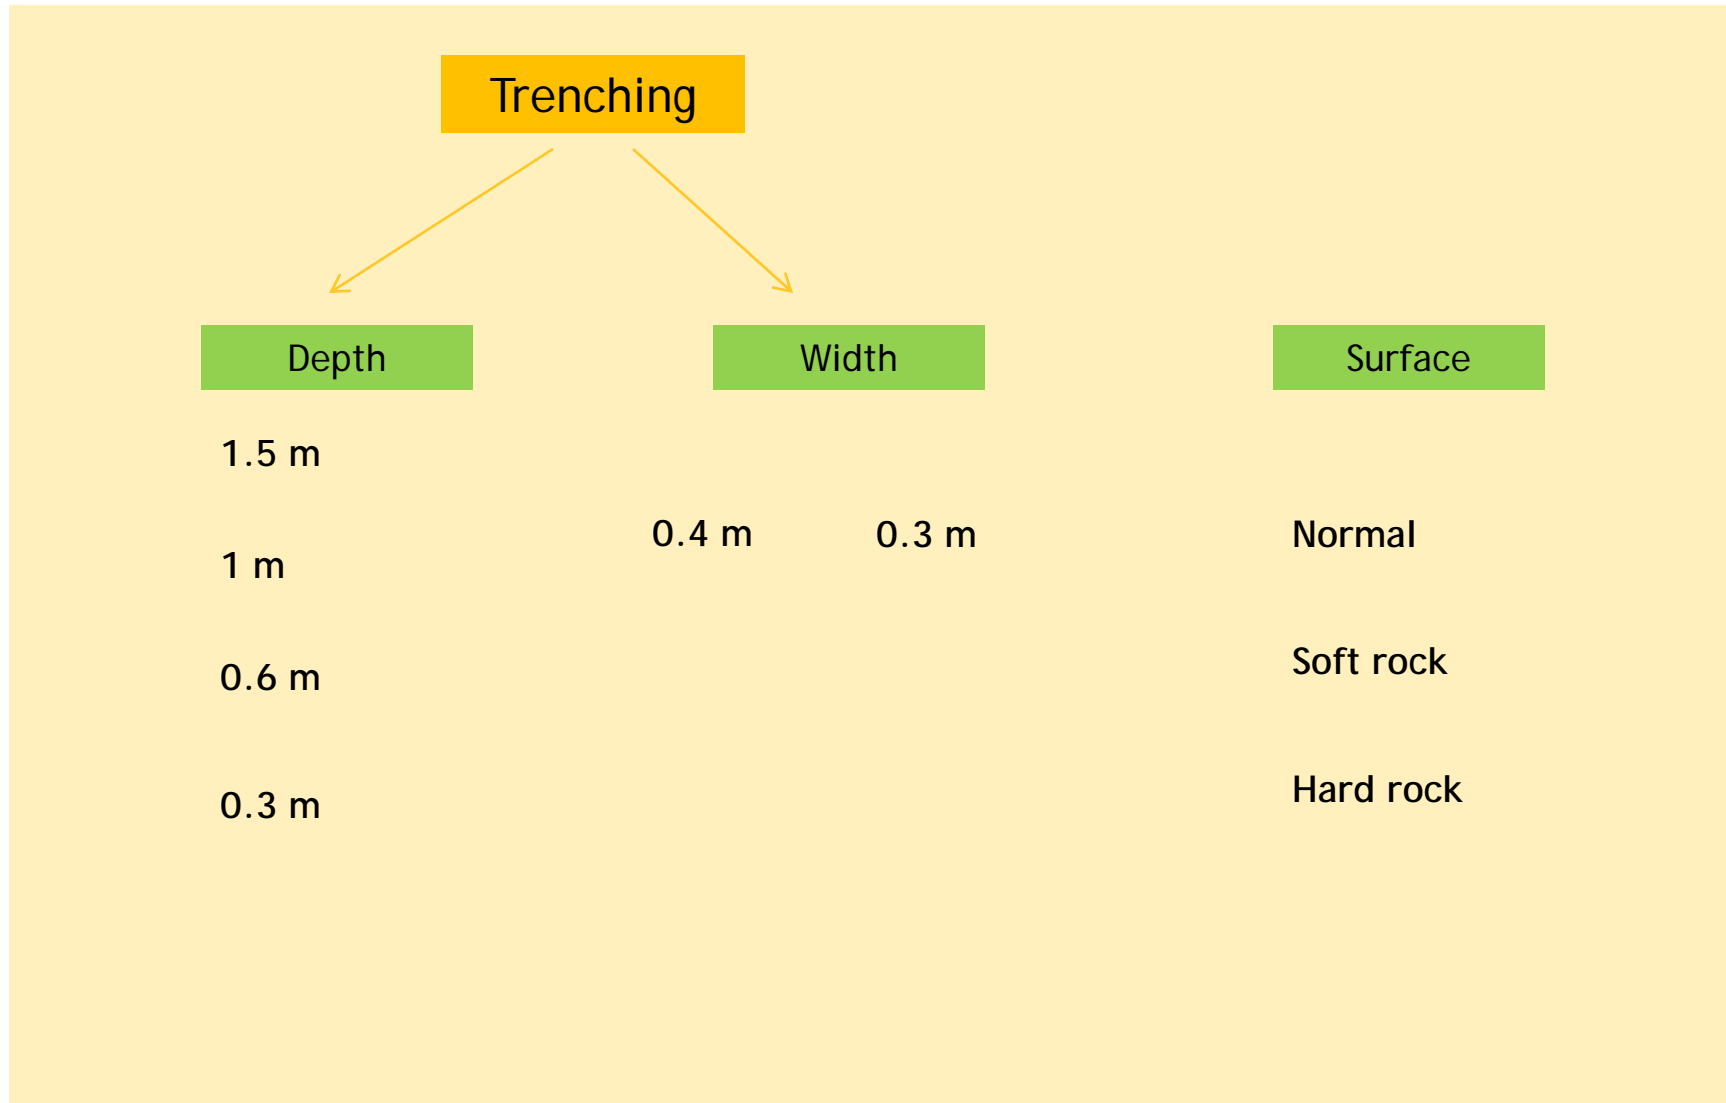 Trenching
Depth
Width
Surface
1.5 m
0.4 m
0.3 m
Normal
1 m
Soft rock
0.6 m
Hard rock
0.3 m